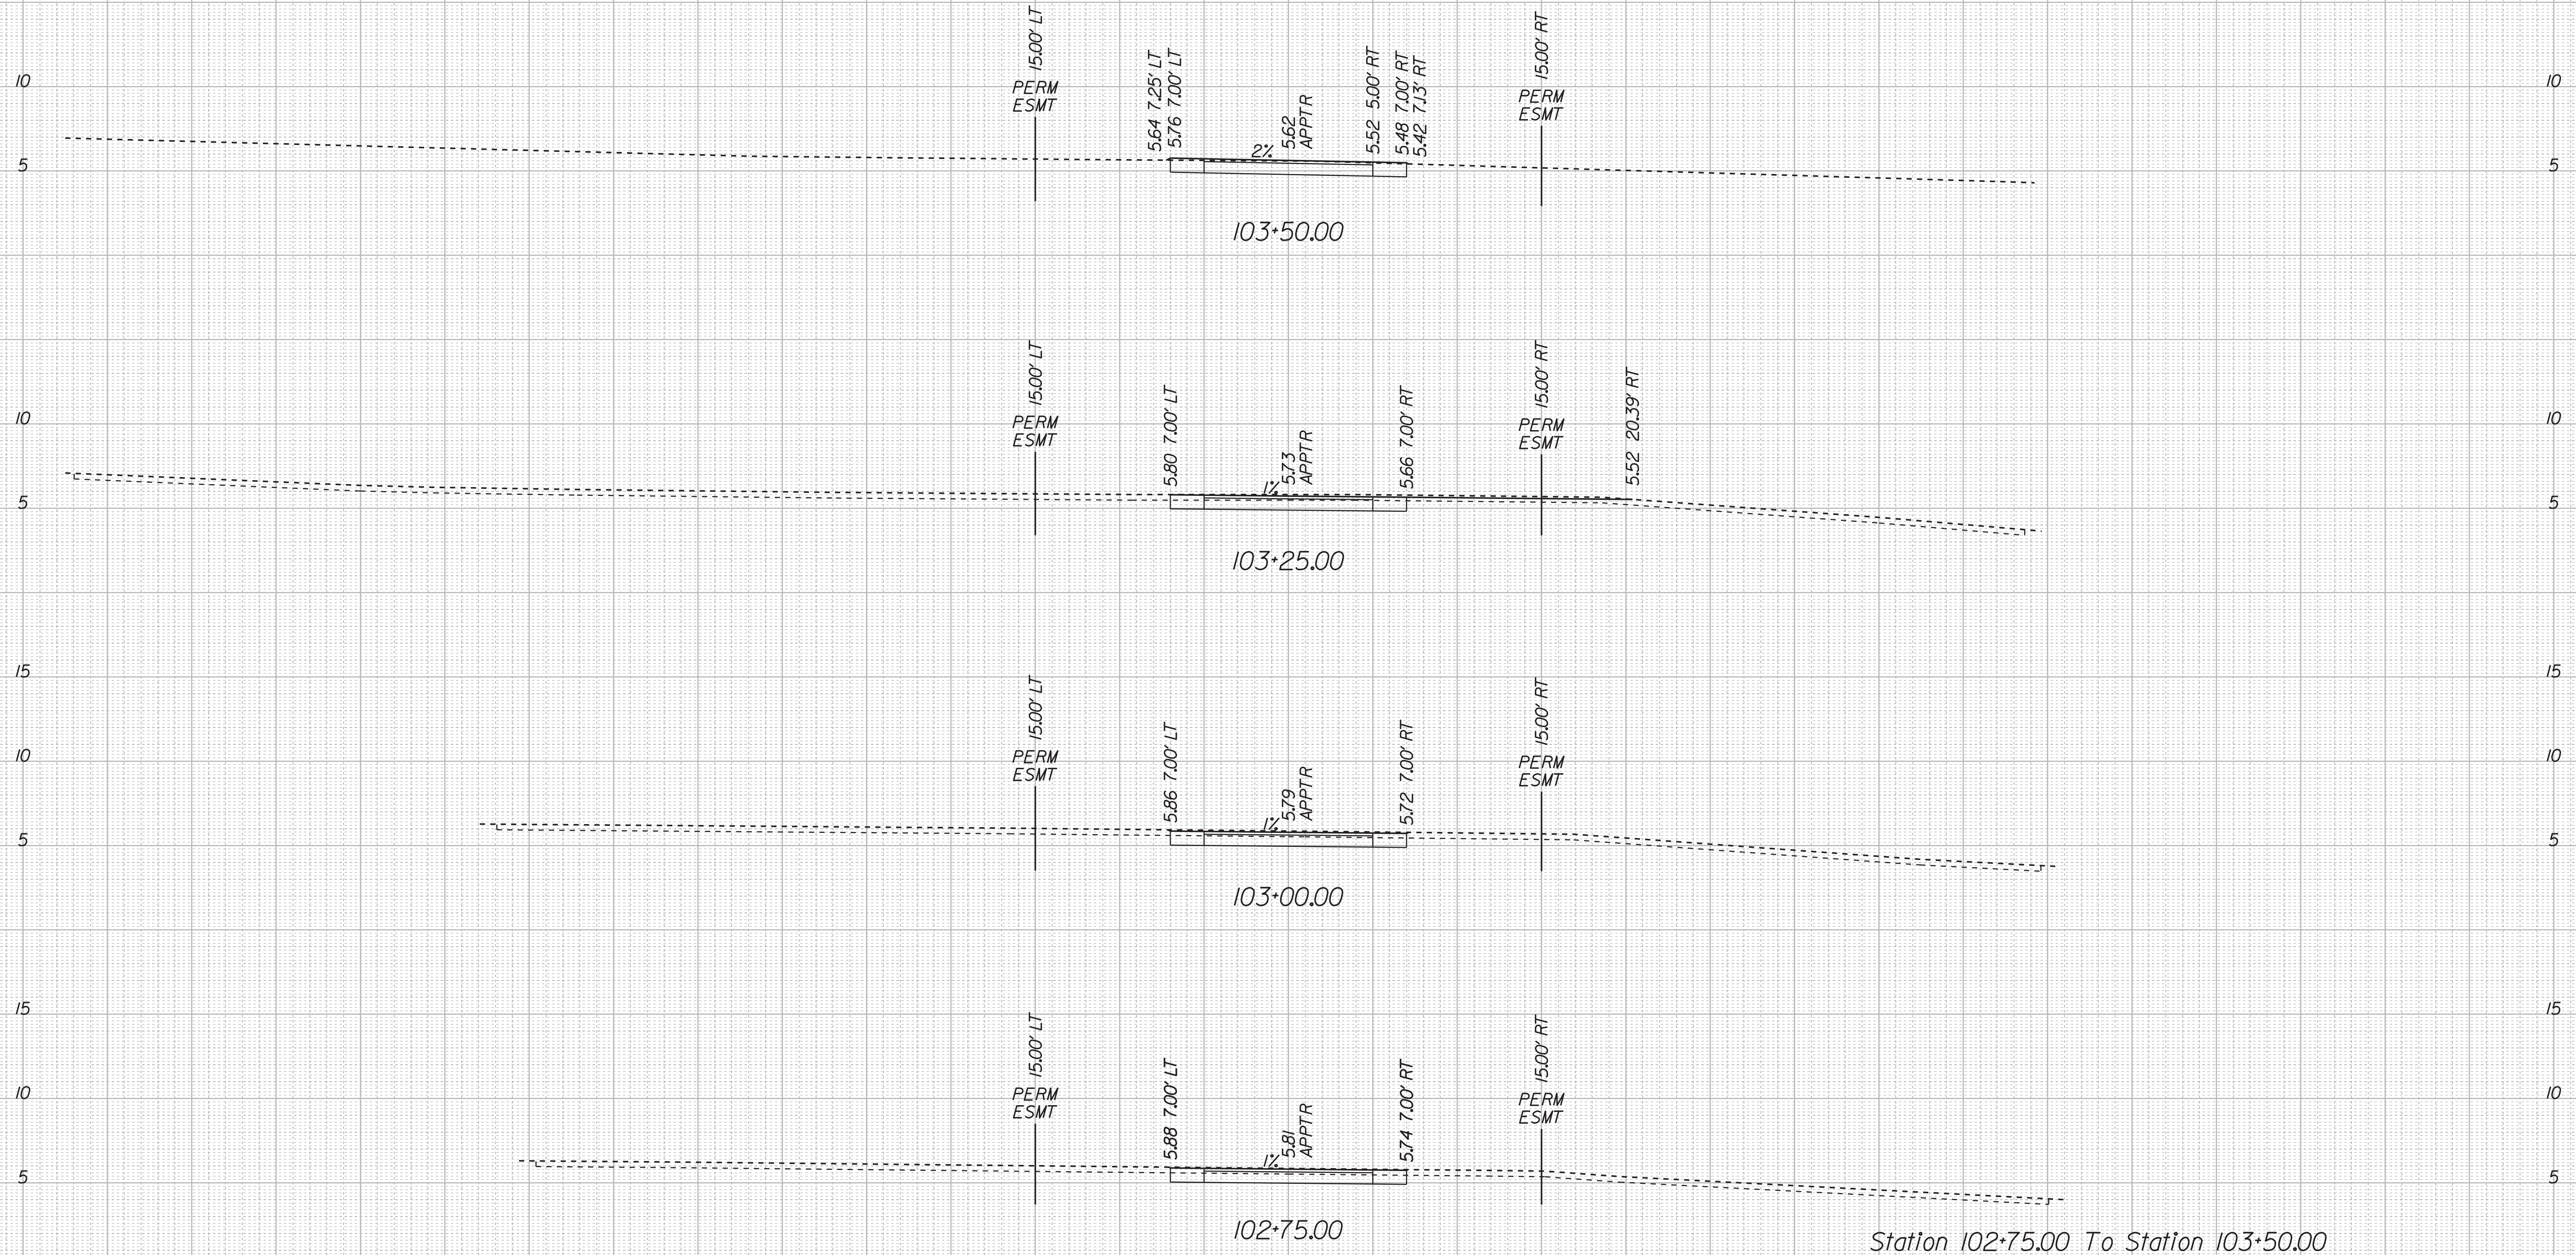 15.00' LT
PERM
ESMT
5.64 7.25' LT
5.76 7.00' LT
2%
5.62
APPTR
5.52 5.00' RT
5.48 7.00' RT
5.42 7.13' RT
15.00' RT
PERM
ESMT
10 10
5 5
103+50.00
15.00' LT
PERM
ESMT
5.80 7.00' LT
1%
5.73
APPTR
5.66 7.00' RT
15.00' RT
PERM
ESMT
5.52 20.39' RT
10 10
5 5
103+25.00
15 15
15.00' LT
PERM
ESMT
5.86 7.00' LT
1%
5.79
APPTR
5.72 7.00' RT
15.00' RT
PERM
ESMT
10 10
5 5
103+00.00
15 15
15.00' LT
PERM
ESMT
5.88 7.00' LT
1%
5.81
APPTR
5.74 7.00' RT
15.00' RT
PERM
ESMT
10 10
5 5
102+75.00
Station 102+75.00 To Station 103+50.00